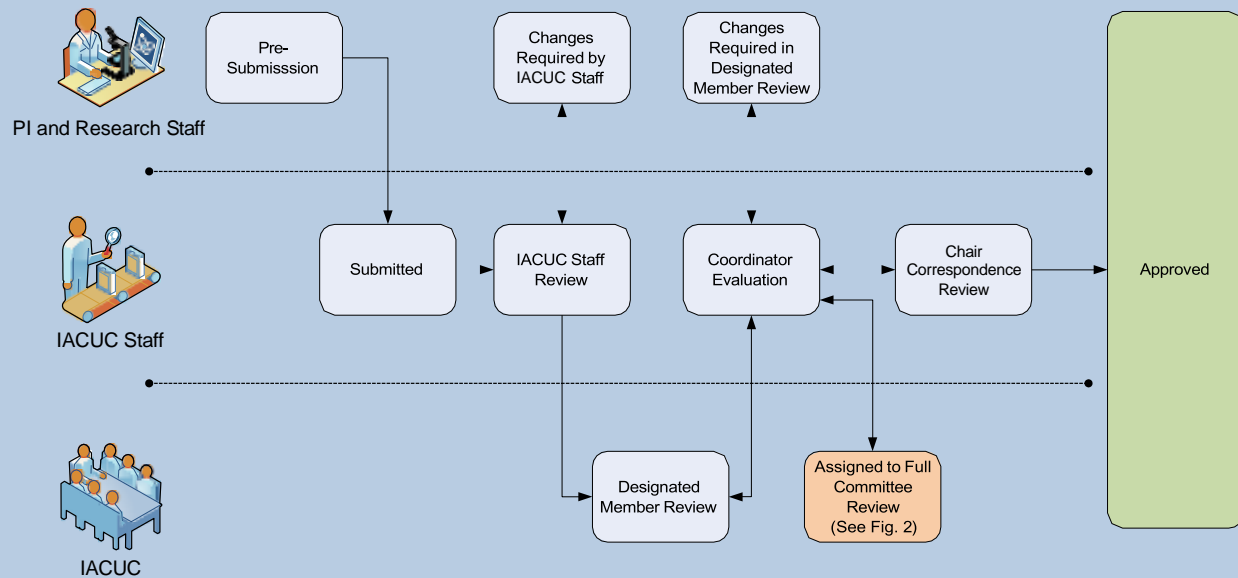 Pre-
Submisssion
Changes
Required by
IACUC Staff
Changes
Required in
Designated
Member Review
PI and Research Staff
Submitted
IACUC Staff
Review
Coordinator
Evaluation
Chair
Correspondence
Review
Approved
IACUC Staff
Designated
Member Review
Assigned to Full
Committee
Review
(See Fig. 2)
IACUC